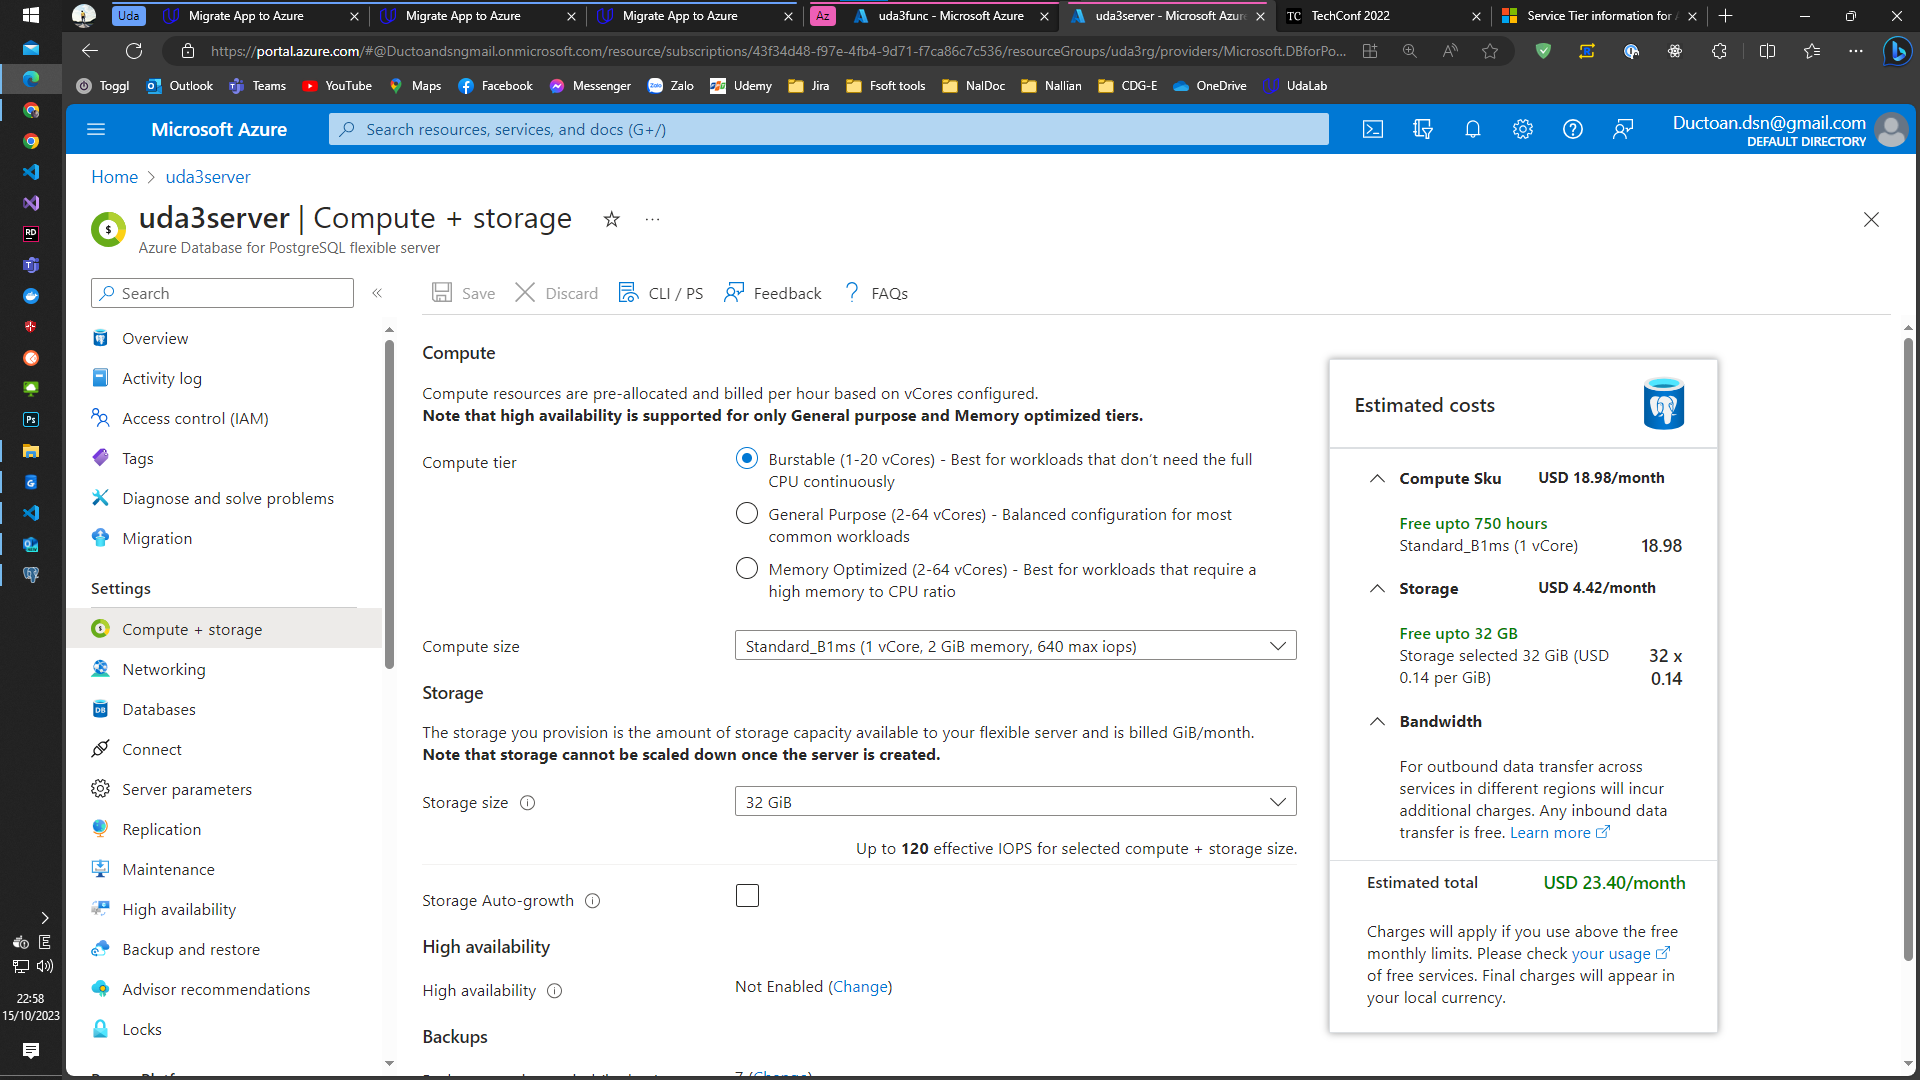 Uda
Migrate App to Azure
Migrate App to Azure
Migrate App to Azure
Az
uda3func - Microsoft Azure
uda3server - Microsoft Azure
TC
TechConf 2022
Service Tier information for
https://portal.azure.com/#@Ductoandsngmail.onmicrosoft.com/resource/subscriptions/43f34d48-f97e-4fb4-9d71-f7ca86c7c536/resourceGroups/uda3rg/providers/Microsoft.DBforPo...
Toggl
Outlook
Teams
YouTube
Maps
Facebook
Messenger
Zalo
Udemy
Jira
Fsoft tools
NalDoc
Nallian
CDG-E
OneDrive
UdaLab
Microsoft Azure
Search resources, services, and docs (G+/)
Ductoan.dsn@gmail.com
DEFAULT DIRECTORY
Home > uda3server
uda3server | Compute + storage
Azure Database for PostgreSQL flexible server
Search
Save
Discard
CLI / PS
Feedback
FAQs
Overview
Activity log
Access control (IAM)
Tags
Diagnose and solve problems
Migration
Settings
Compute + storage
Networking
Databases
Connect
Server parameters
Replication
Maintenance
High availability
Backup and restore
Advisor recommendations
Locks
Compute
Compute resources are pre-allocated and billed per hour based on vCores configured.
Note that high availability is supported for only General purpose and Memory optimized tiers.
Compute tier
Burstable (1-20 vCores) - Best for workloads that don't need the full
CPU continuously
General Purpose (2-64 vCores) - Balanced configuration for most
common workloads
Memory Optimized (2-64 vCores) - Best for workloads that require a
high memory to CPU ratio
Compute size
Standard_B1ms (1 vCore, 2 GiB memory, 640 max iops)
Storage
The storage you provision is the amount of storage capacity available to your flexible server and is billed GiB/month.
Note that storage cannot be scaled down once the server is created.
Storage size
32 GiB
Up to 120 effective IOPS for selected compute + storage size.
Storage Auto-growth
High availability
High availability
Not Enabled (Change)
Backups
Estimated costs
Compute Sku
USD 18.98/month
Free upto 750 hours
Standard_B1ms (1 vCore)
18.98
Storage
USD 4.42/month
Free upto 32 GB
Storage selected 32 GiB (USD
0.14 per GiB)
32 x
0.14
Bandwidth
For outbound data transfer across
services in different regions will incur
additional charges. Any inbound data
transfer is free. Learn more
Estimated total
USD 23.40/month
Charges will apply if you use above the free
monthly limits. Please check your usage
of free services. Final charges will appear in
your local currency.
RD
Ps
E
22:58
15/10/2023